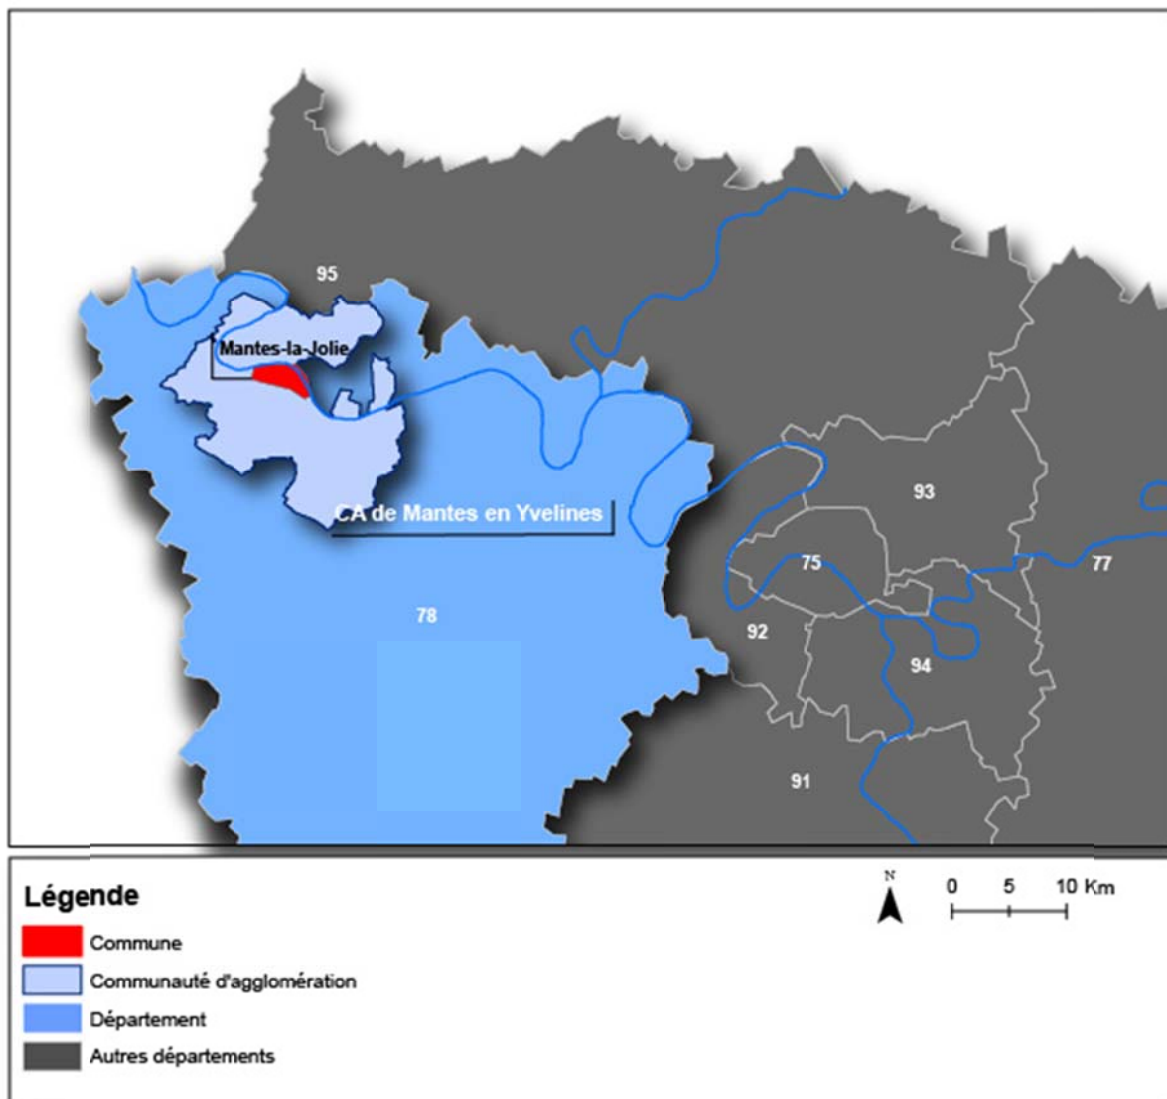 95
Mantes-la-Jolie
93
CA de Mantes en Yvelines
75
77
78
92
94
91
Légende
N
0 5 10 Km
Commune
Communauté d'agglomération
Département
Autres départements